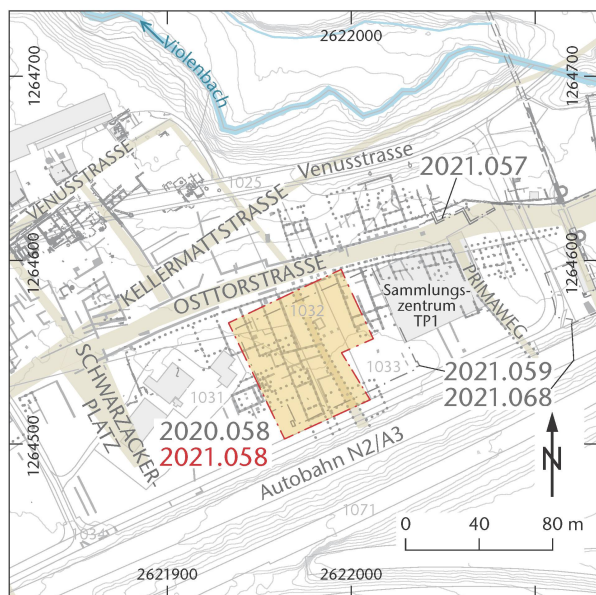 2622000
1264700
1264700
Violenbach
VENUSSTRASSE
Venusstrasse
2021.057
1025
KELLERMATTSTRASSE
1264600
1264600
OSTTORSTRASSE
Sammlungs-
zentrum
TP1
PRIMAWEG
1032
1033
SCHWARZACKER-
PLATZ
1031
2021.059
2021.068
2020.058
2021.058
1264500
1264500
Autobahn N2/A3
N
1071
0 40 80 m
2621900
2622000